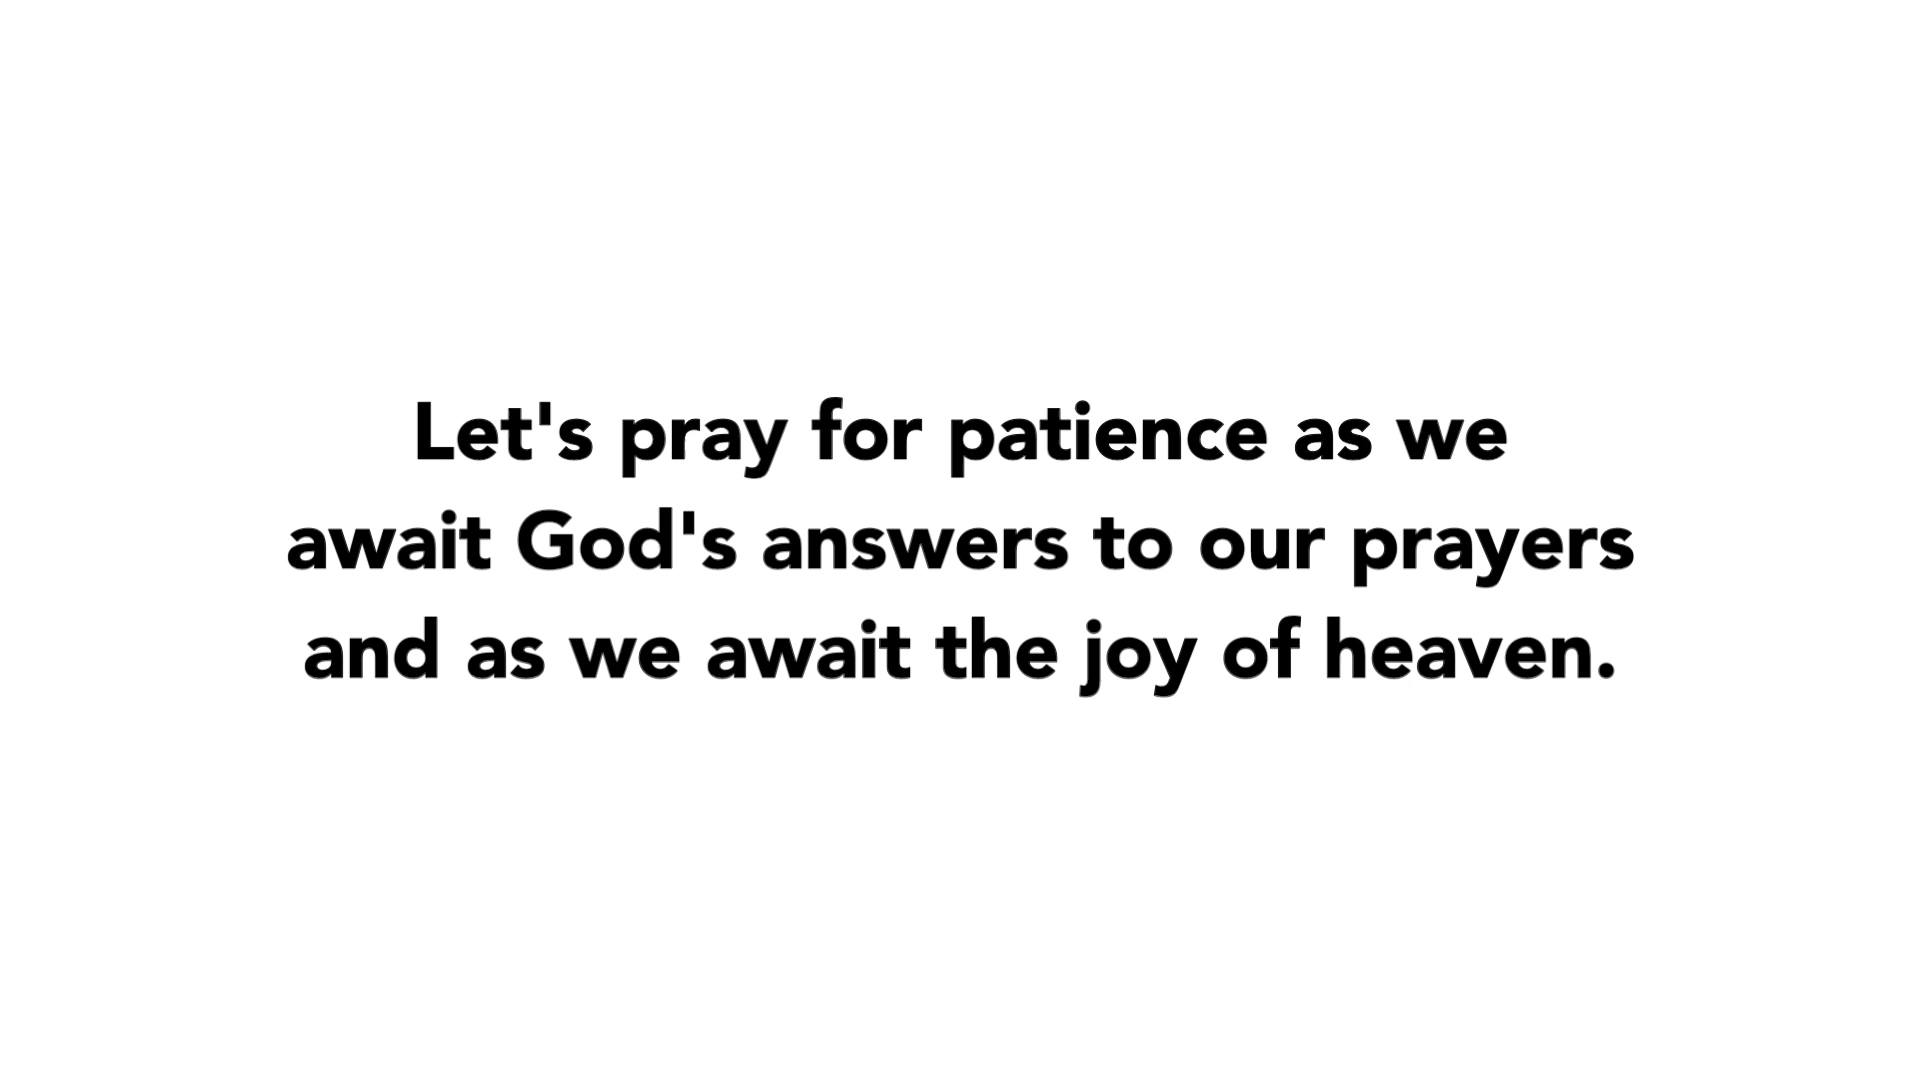 Let's pray for patience as we
await God's answers to our prayers
and as we await the joy of heaven.